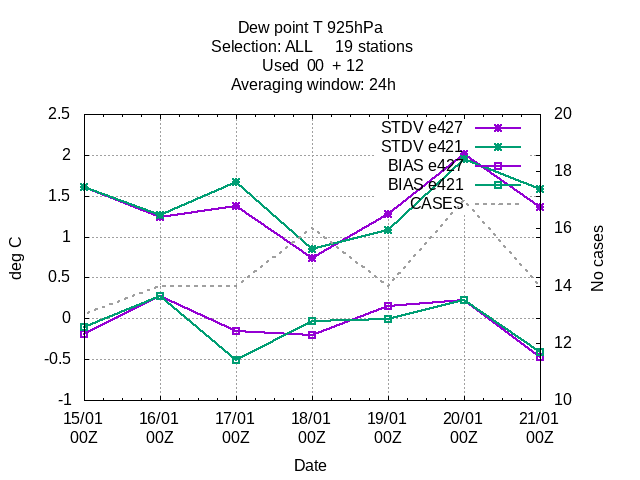 Dew point T 925hPa
Selection: ALL     19 stations
Used  00  + 12
Averaging window: 24h
2.5
2
1.5
1
0.5
0
-0.5
-1
deg C
STDV e427
STDV e421
BIAS e427
BIAS e421
CASES
20
18
16
14
12
10
No cases
15/01 16/01 17/01 18/01 19/01 20/01 21/01
00Z 00Z 00Z 00Z 00Z 00Z 00Z
Date